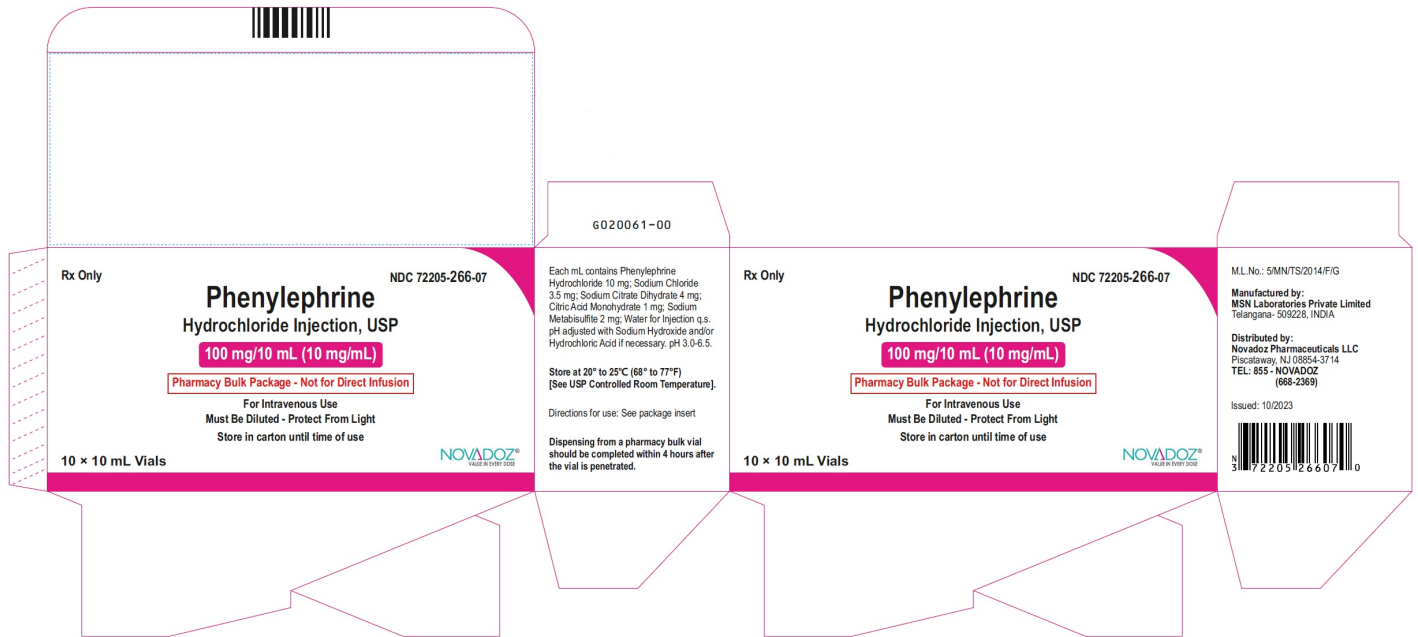 GO20061-00
Rx Only
NDC 72205-266-07
Phenylephrine
Hydrochloride Injection, USP
100 mg/10 mL (10 mg/mL)
Pharmacy Bulk Package - Not for Direct Infusion
For Intravenous Use
Must Be Diluted - Protect From Light
Store in carton until time of use
10 × 10 mL Vials
NOVADOZ®
VALUE IN EVERY DOSE
Each mL contains Phenylephrine
Hydrochloride 10 mg; Sodium Chloride
3.5 mg; Sodium Citrate Dihydrate 4 mg;
Citric Acid Monohydrate 1 mg; Sodium
Metabisulfite 2 mg; Water for Injection q.s.
pH adjusted with Sodium Hydroxide and/or
Hydrochloric Acid if necessary. pH 3.0-6.5.
Store at 20° to 25°C (68° to 77°F)
[See USP Controlled Room Temperature].
Directions for use: See package insert
Dispensing from a pharmacy bulk vial
should be completed within 4 hours after
the vial is penetrated.
Rx Only
NDC 72205-266-07
Phenylephrine
Hydrochloride Injection, USP
100 mg/10 mL (10 mg/mL)
Pharmacy Bulk Package - Not for Direct Infusion
For Intravenous Use
Must Be Diluted - Protect From Light
Store in carton until time of use
10 × 10 mL Vials
NOVADOZ®
VALUE IN EVERY DOSE
M.L.No.: 5/MN/TS/2014/F/G
Manufactured by:
MSN Laboratories Private Limited
Telangana- 509228, INDIA
Distributed by:
Novadoz Pharmaceuticals LLC
Piscataway, NJ 08854-3714
TEL: 855 - NOVADOZ
(668-2369)
Issued: 10/2023
N
3 72205 26607 0